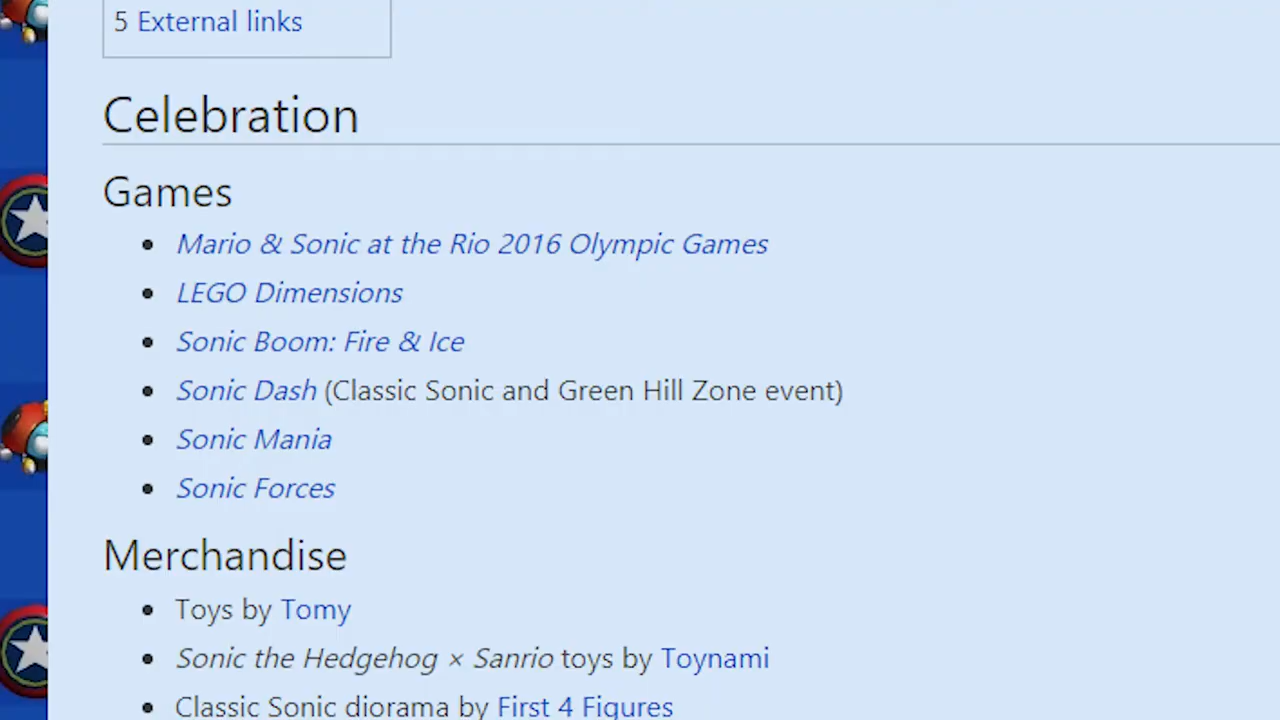 5 External links
Celebration
Games
Mario & Sonic at the Rio 2016 Olympic Games
LEGO Dimensions
Sonic Boom: Fire & Ice
Sonic Dash (Classic Sonic and Green Hill Zone event)
Sonic Mania
Sonic Forces
Merchandise
Toys by Tomy
Sonic the Hedgehog × Sanrio toys by Toynami
Classic Sonic diorama by First 4 Figures